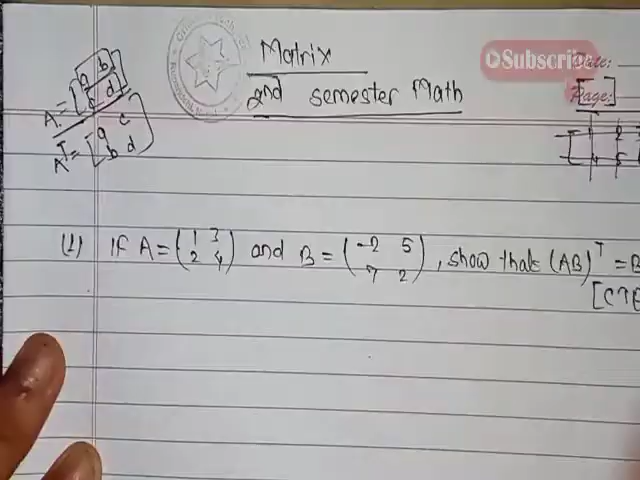 Matrix
2nd semester Math
Subscribe
Date:
Page:
A = [a b
c d]
Aᵀ = [a c
b d]
(1) If A = (1 3
2 4) and B = (-2 5
7 2), show that (AB)ᵀ = B